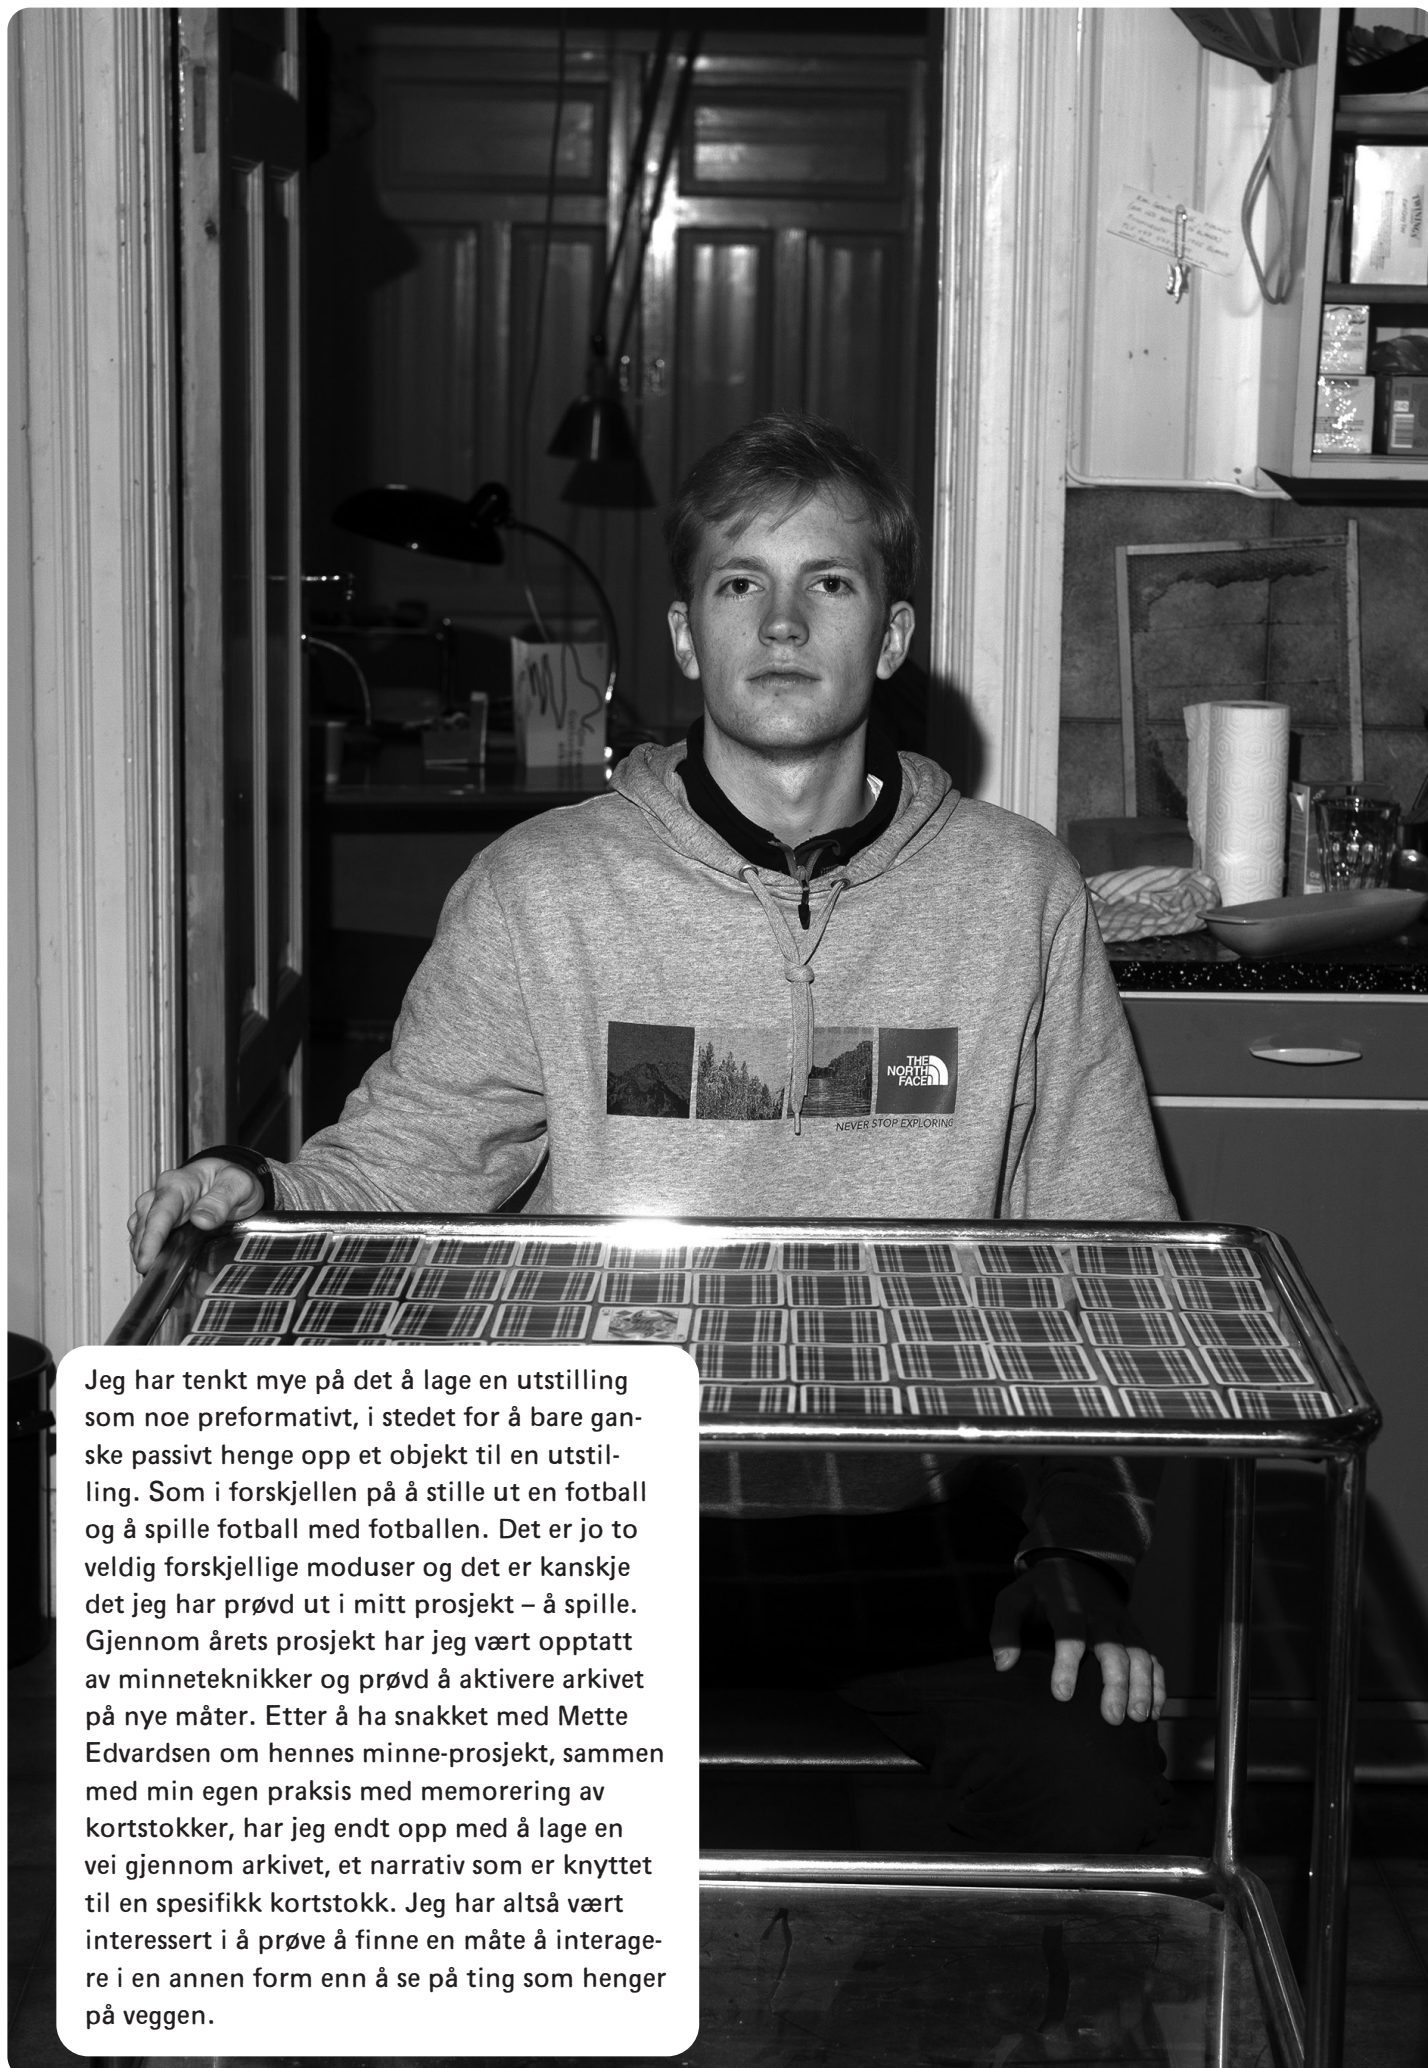 TWININGS
THE
NORTH
FACE
NEVER STOP EXPLORING
Jeg har tenkt mye på det å lage en utstilling
som noe preformativt, i stedet for å bare gan-
ske passivt henge opp et objekt til en utstil-
ling. Som i forskjellen på å stille ut en fotball
og å spille fotball med fotballen. Det er jo to
veldig forskjellige moduser og det er kanskje
det jeg har prøvd ut i mitt prosjekt – å spille.
Gjennom årets prosjekt har jeg vært opptatt
av minneteknikker og prøvd å aktivere arkivet
på nye måter. Etter å ha snakket med Mette
Edvardsen om hennes minne-prosjekt, sammen
med min egen praksis med memorering av
kortstokker, har jeg endt opp med å lage en
vei gjennom arkivet, et narrativ som er knyttet
til en spesifikk kortstokk. Jeg har altså vært
interessert i å prøve å finne en måte å interage-
re i en annen form enn å se på ting som henger
på veggen.